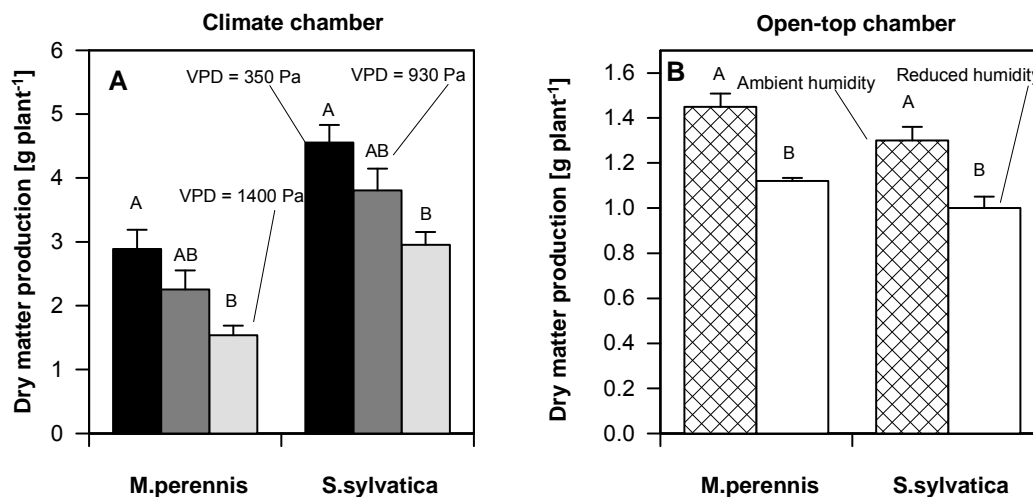 Climate chamber
Dry matter production [g plant-1]
6
5
4
3
2
1
0
A
VPD = 350 Pa
VPD = 930 Pa
VPD = 1400 Pa
A
AB
B
A
AB
B
M.perennis
S.sylvatica
Open-top chamber
Dry matter production [g plant-1]
1.6
1.4
1.2
1.0
0.8
0.6
0.4
0.2
0.0
B
Ambient humidity
Reduced humidity
A
B
A
B
M.perennis
S.sylvatica